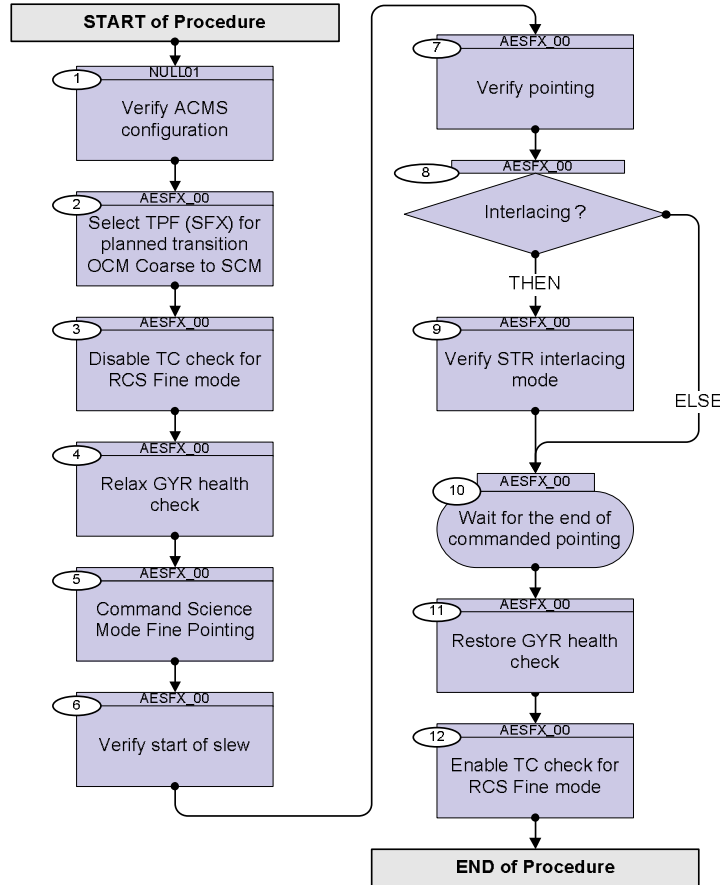 START of Procedure
NULL01
1
Verify ACMS
configuration
AESFX_00
2
Select TPF (SFX) for
planned transition
OCM Coarse to SCM
AESFX_00
3
Disable TC check for
RCS Fine mode
AESFX_00
4
Relax GYR health
check
AESFX_00
5
Command Science
Mode Fine Pointing
AESFX_00
6
Verify start of slew
AESFX_00
7
Verify pointing
AESFX_00
8
Interlacing ?
THEN
AESFX_00
9
Verify STR interlacing
mode
ELSE
AESFX_00
10
Wait for the end of
commanded pointing
AESFX_00
11
Restore GYR health
check
AESFX_00
12
Enable TC check for
RCS Fine mode
END of Procedure